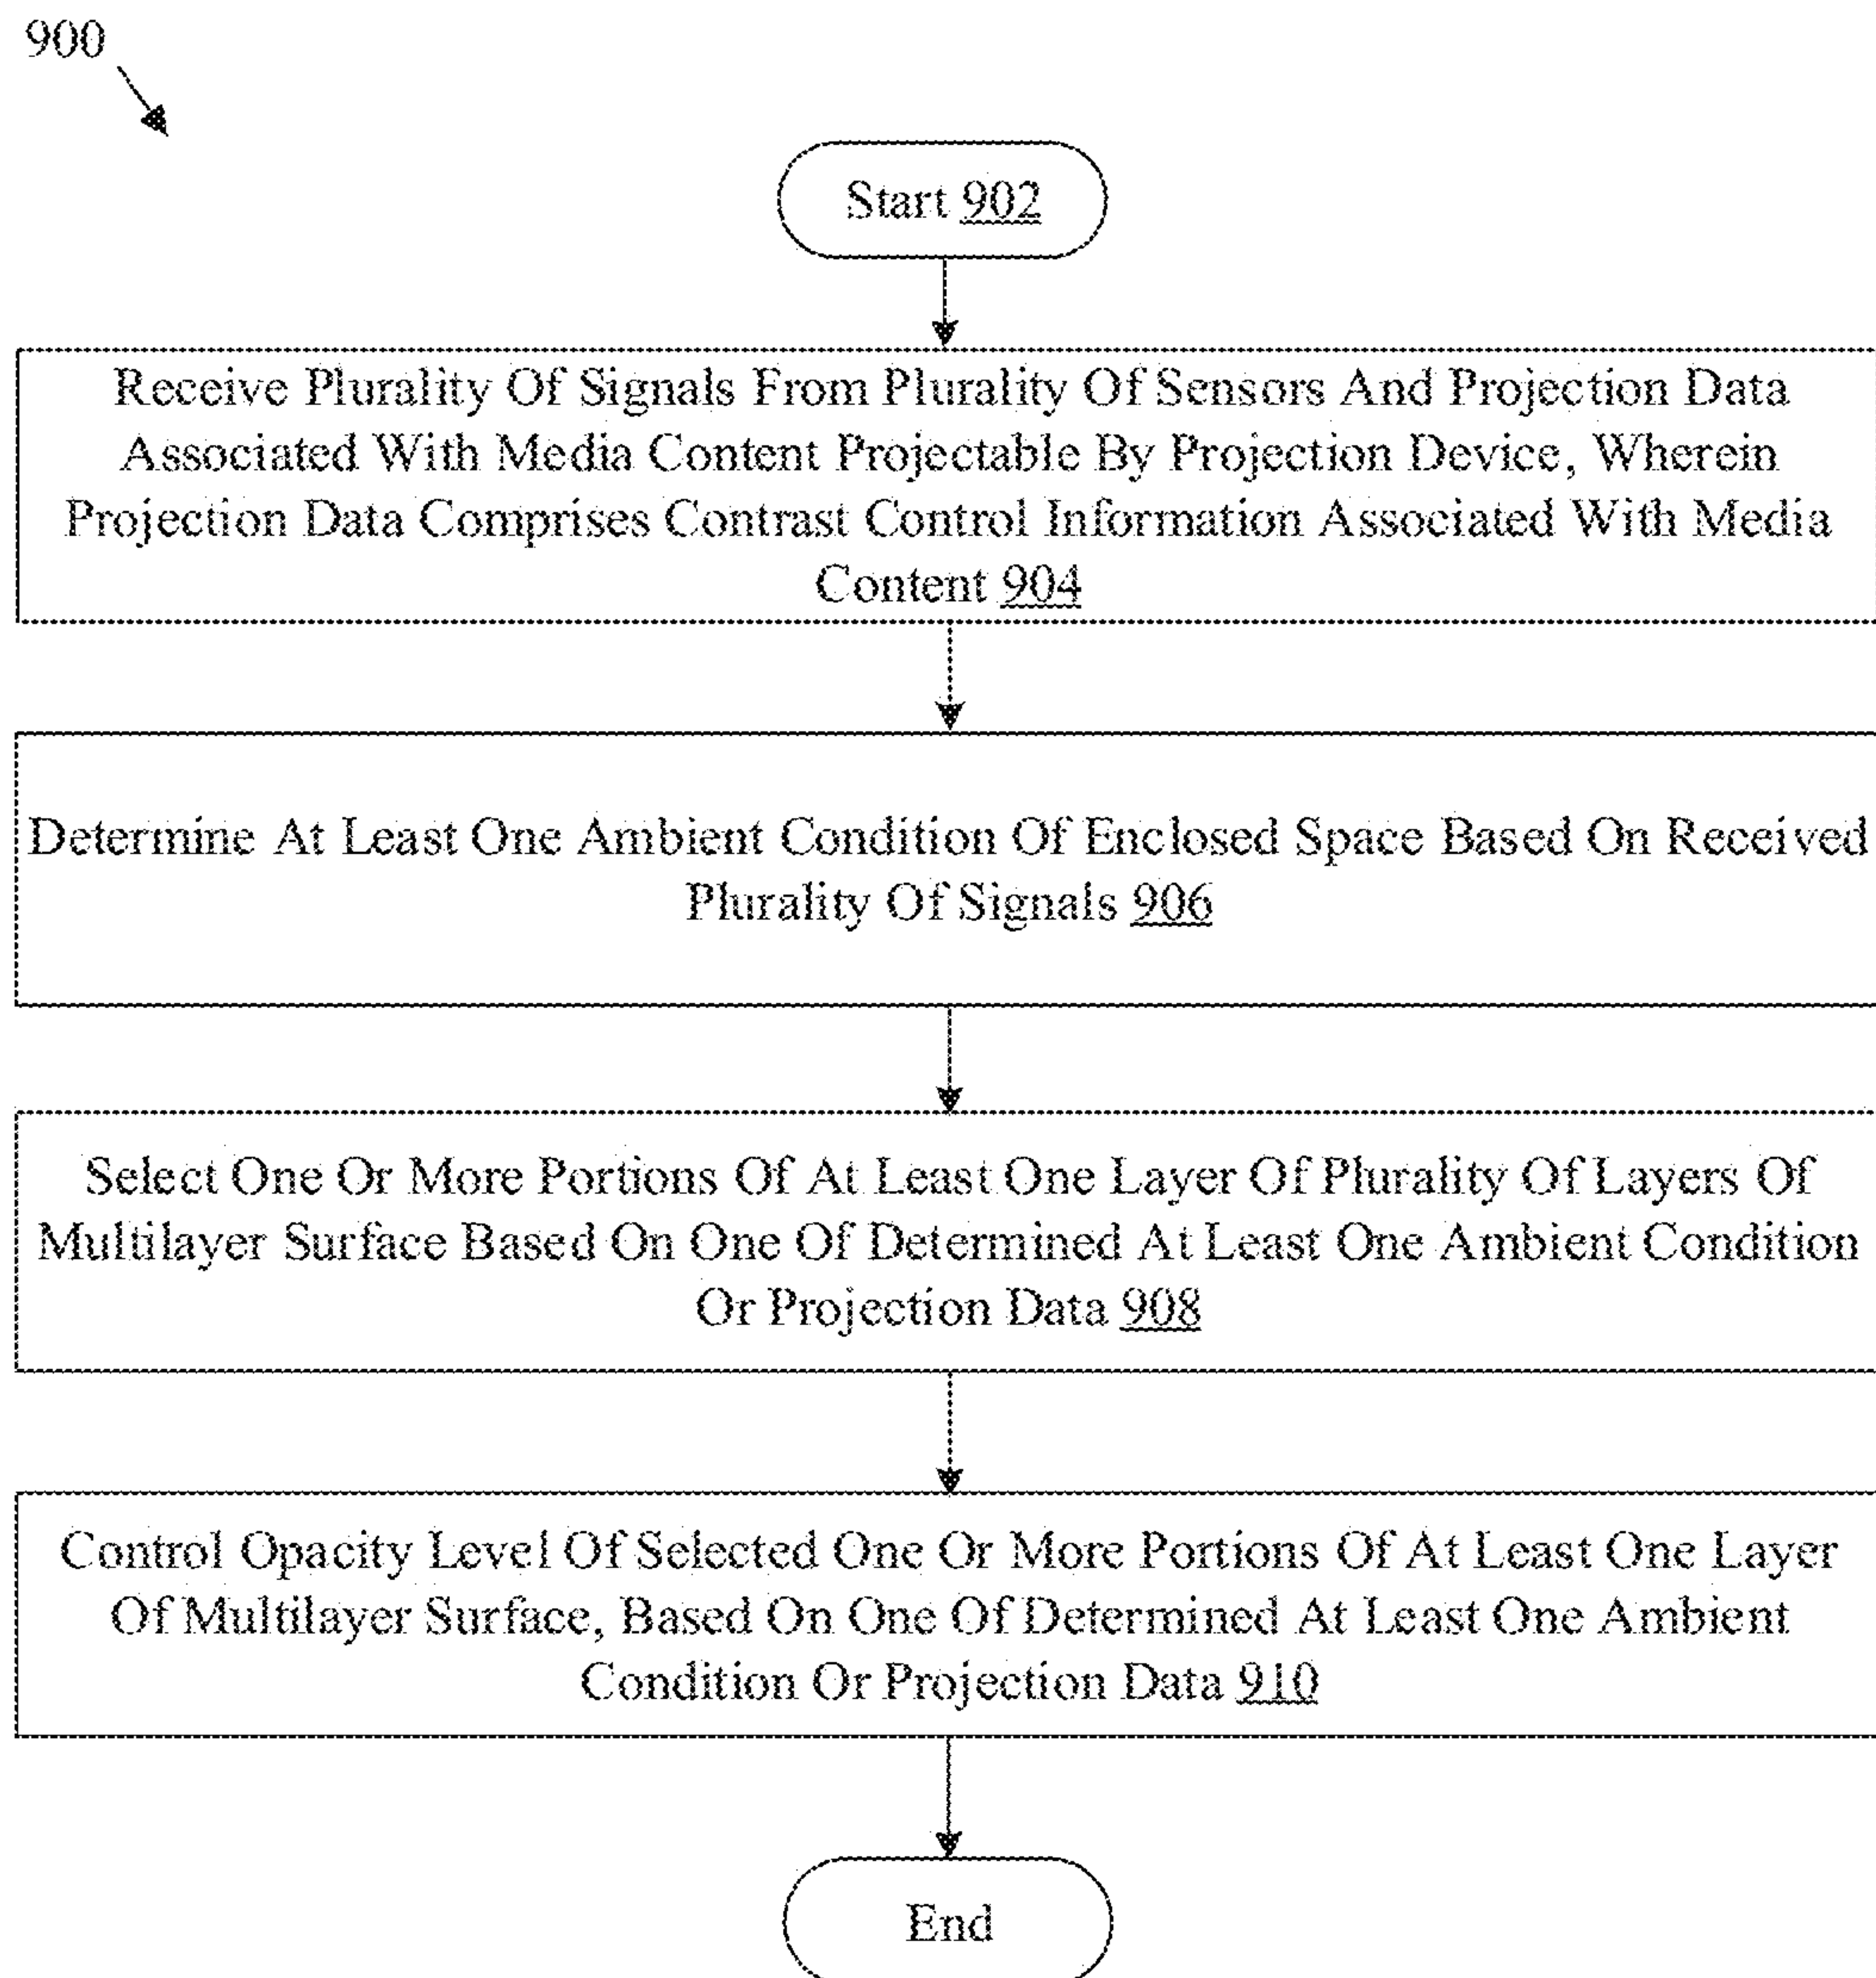 900
Start 902
Receive Plurality Of Signals From Plurality Of Sensors And Projection Data
Associated With Media Content Projectable By Projection Device, Wherein
Projection Data Comprises Contrast Control Information Associated With Media
Content 904
Determine At Least One Ambient Condition Of Enclosed Space Based On Received
Plurality Of Signals 906
Select One Or More Portions Of At Least One Layer Of Plurality Of Layers Of
Multilayer Surface Based On One Of Determined At Least One Ambient Condition
Or Projection Data 908
Control Opacity Level Of Selected One Or More Portions Of At Least One Layer
Of Multilayer Surface, Based On One Of Determined At Least One Ambient
Condition Or Projection Data 910
End